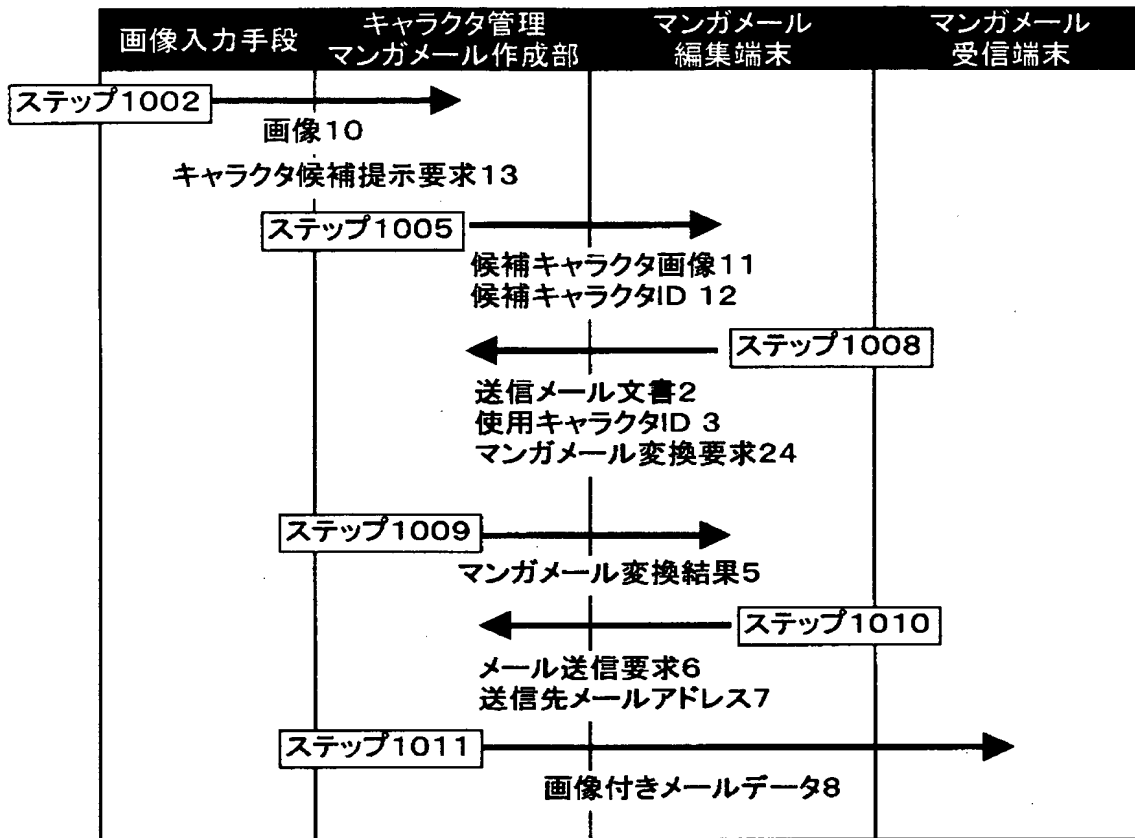 画像入力手段
キャラクタ管理
マンガメール作成部
マンガメール
編集端末
マンガメール
受信端末
ステップ1002
画像10
キャラクタ候補提示要求13
ステップ1005
候補キャラクタ画像11
候補キャラクタID 12
ステップ1008
送信メール文書2
使用キャラクタID 3
マンガメール変換要求24
ステップ1009
マンガメール変換結果5
ステップ1010
メール送信要求6
送信先メールアドレス7
ステップ1011
画像付きメールデータ8